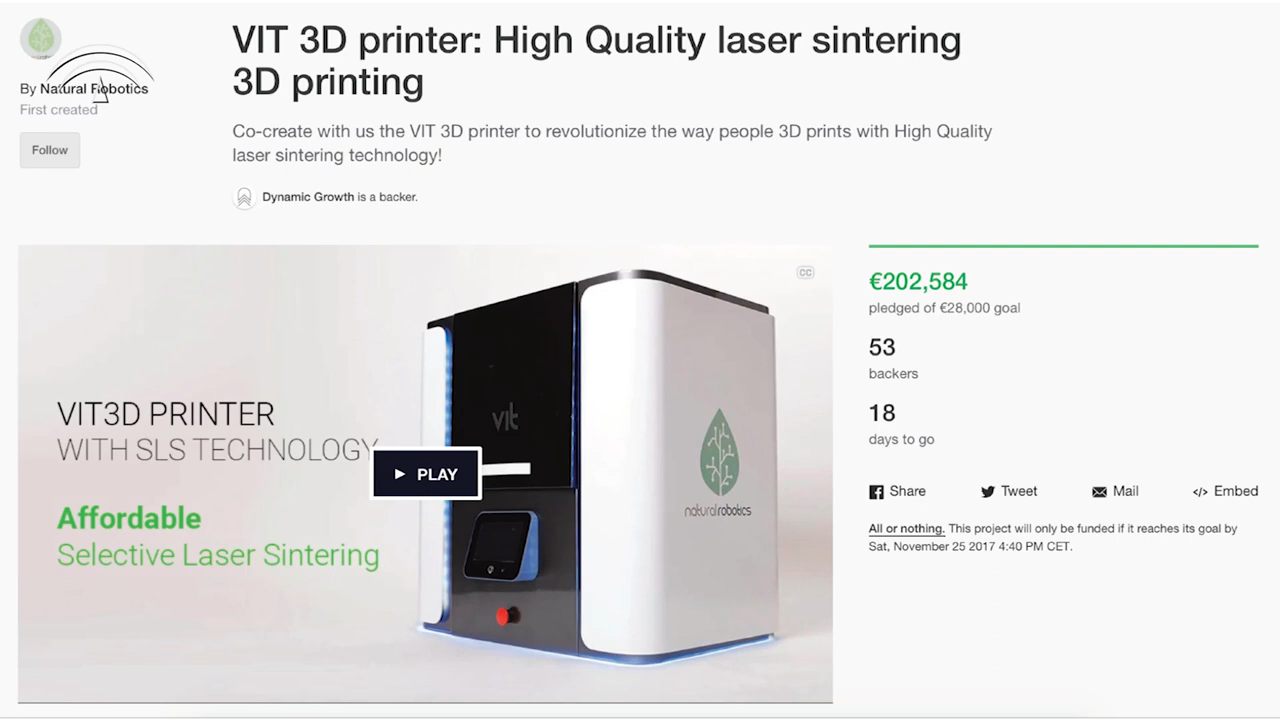 VIT 3D printer: High Quality laser sintering
3D printing
By Natural Robotics
First created
Follow
Co-create with us the VIT 3D printer to revolutionize the way people 3D prints with High Quality
laser sintering technology!
Dynamic Growth is a backer.
CC
VIT3D PRINTER
WITH SLS TECHNOLOGY
Affordable
Selective Laser Sintering
PLAY
vit
natural robotics
€202,584
pledged of €28,000 goal
53
backers
18
days to go
Share
Tweet
Mail
</> Embed
All or nothing. This project will only be funded if it reaches its goal by
Sat, November 25 2017 4:40 PM CET.